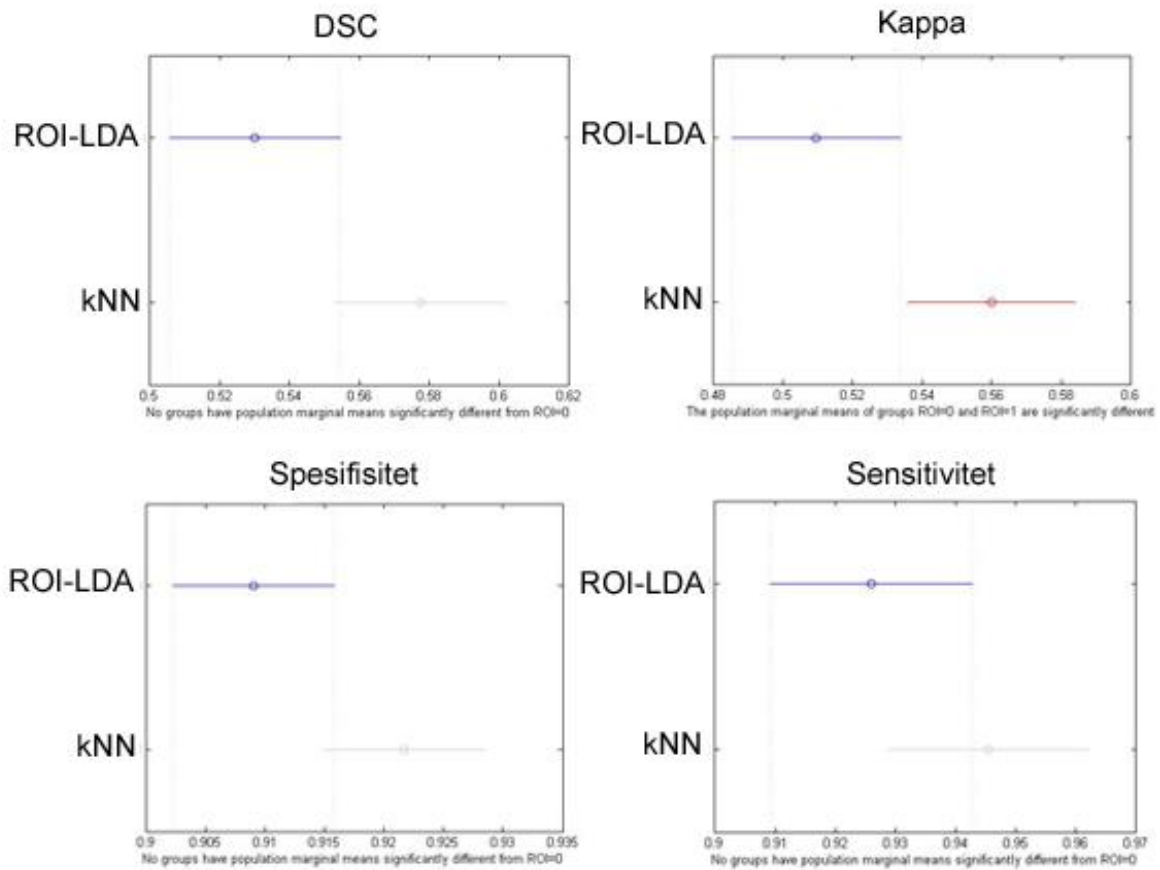 DSC
ROI-LDA
kNN
0.5 0.52 0.54 0.56 0.58 0.6 0.62
No groups have population marginal means significantly different from ROI=0
Kappa
ROI-LDA
kNN
0.48 0.5 0.52 0.54 0.56 0.58 0.6
The population marginal means of groups ROI=0 and ROI=1 are significantly different
Spesifisitet
ROI-LDA
kNN
0.9 0.905 0.91 0.915 0.92 0.925 0.93 0.935
No groups have population marginal means significantly different from ROI=0
Sensitivitet
ROI-LDA
kNN
0.9 0.91 0.92 0.93 0.94 0.95 0.96 0.97
No groups have population marginal means significantly different from ROI=0